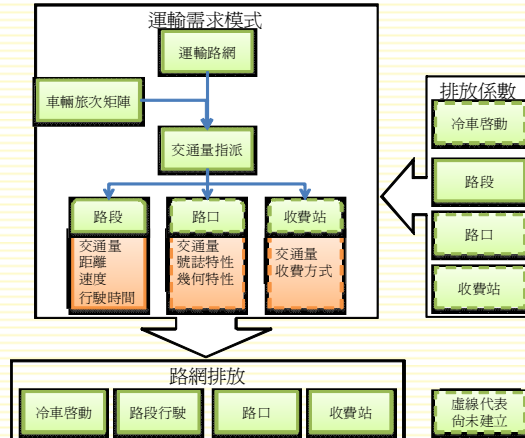 運輸需求模式
運輸路網
車輛旅次矩陣
交通量指派
路段
交通量
距離
速度
行駛時間
路口
交通量
號誌特性
幾何特性
收費站
交通量
收費方式
排放係數
冷車啓動
路段
路口
收費站
路網排放
冷車啓動
路段行駛
路口
收費站
虛線代表
尚未建立